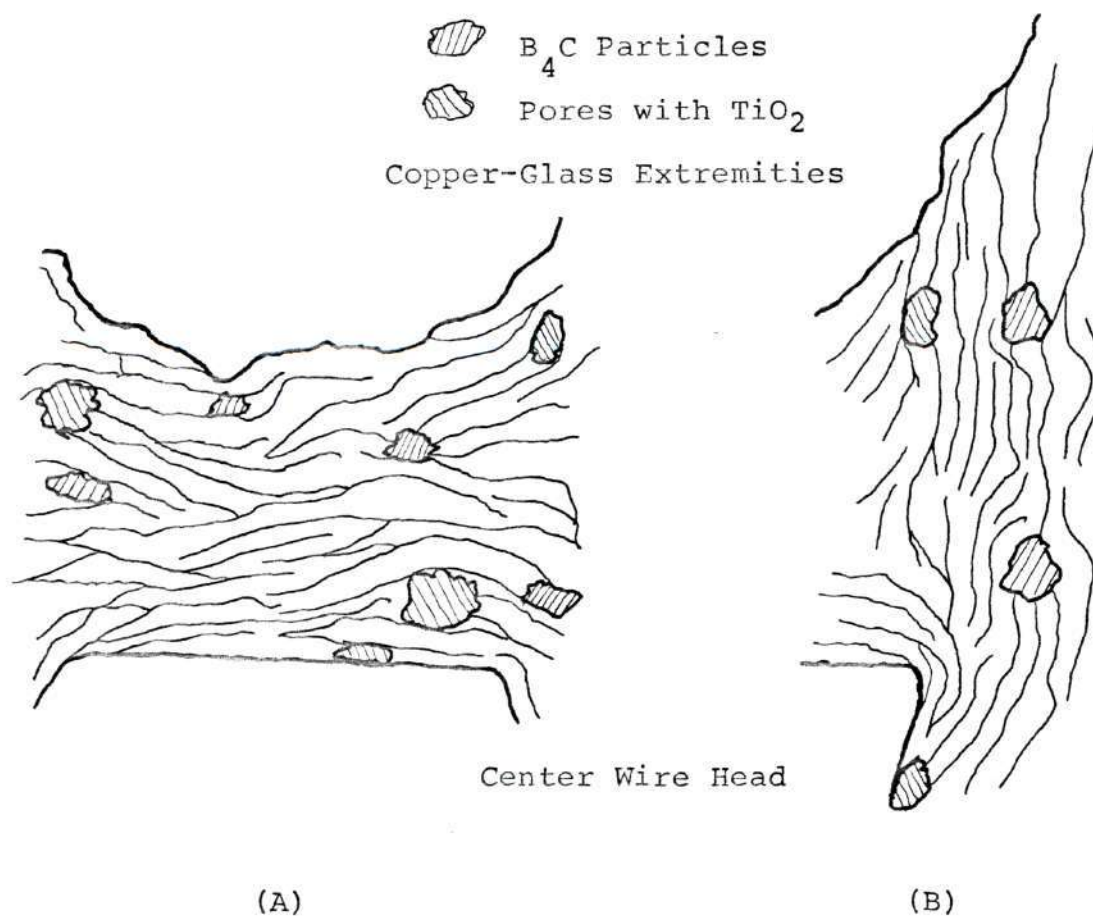 B₄C Particles
Pores with TiO₂
Copper-Glass Extremities
Center Wire Head
(A)
(B)